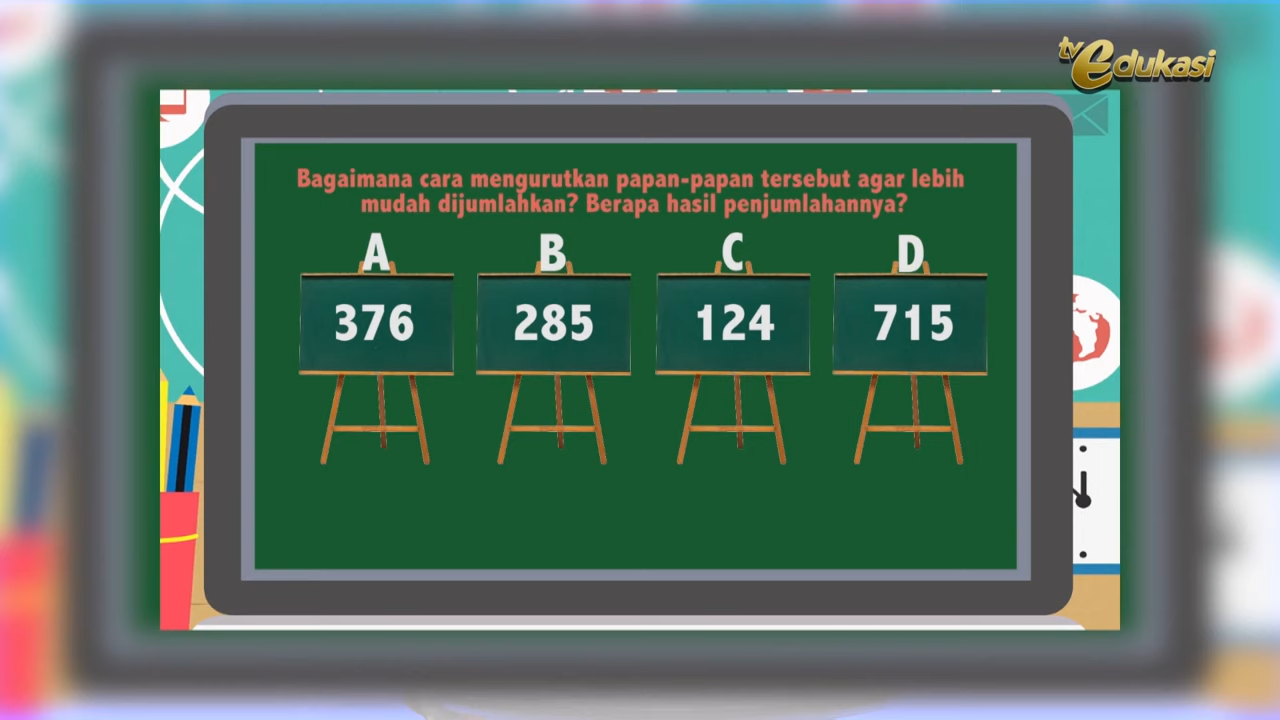 tv edukasi
Bagaimana cara mengurutkan papan-papan tersebut agar lebih
mudah dijumlahkan? Berapa hasil penjumlahannya?
A B C D
376 285 124 715